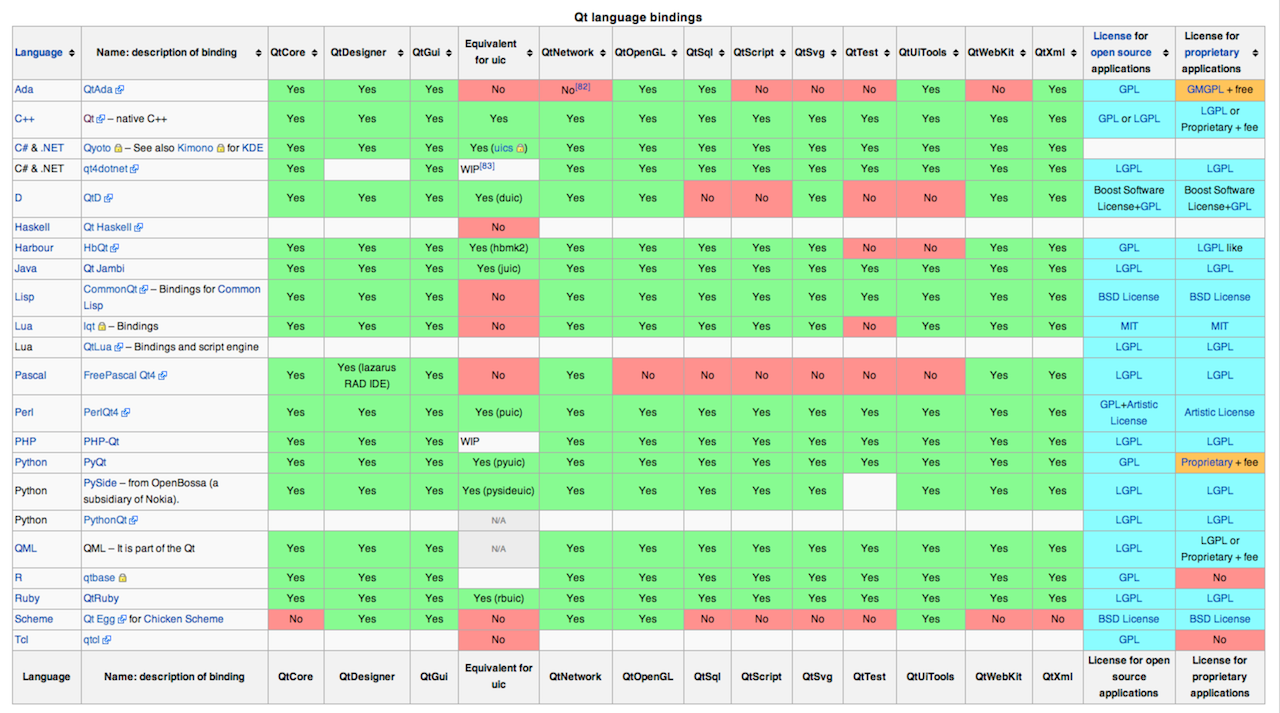 Qt language bindings
Language Name: description of binding QtCore QtDesigner QtGui Equivalent for uic QtNetwork QtOpenGL QtSql QtScript QtSvg QtTest QtUiTools QtWebKit QtXml License for open source applications License for proprietary applications
Ada QtAda Yes Yes Yes No No[82] Yes Yes No No No Yes No Yes GPL GMGPL + free
C++ Qt – native C++ Yes Yes Yes Yes Yes Yes Yes Yes Yes Yes Yes Yes Yes GPL or LGPL LGPL or Proprietary + fee
C# & .NET Qyoto – See also Kimono for KDE Yes Yes Yes Yes (uics) Yes Yes Yes Yes Yes Yes Yes Yes Yes
C# & .NET qt4dotnet Yes Yes WIP[83] Yes Yes Yes Yes Yes Yes Yes Yes Yes LGPL LGPL
D QtD Yes Yes Yes Yes (duic) Yes Yes No No Yes No No Yes Yes Boost Software License+GPL Boost Software License+GPL
Haskell Qt Haskell No
Harbour HbQt Yes Yes Yes Yes (hbmk2) Yes Yes Yes Yes Yes No No Yes Yes GPL LGPL like
Java Qt Jambi Yes Yes Yes Yes (juic) Yes Yes Yes Yes Yes Yes Yes Yes Yes LGPL LGPL
Lisp CommonQt – Bindings for Common Lisp Yes Yes Yes No Yes Yes Yes Yes Yes Yes Yes Yes Yes BSD License BSD License
Lua lqt – Bindings Yes Yes Yes No Yes Yes Yes Yes Yes No Yes Yes Yes MIT MIT
Lua QtLua – Bindings and script engine LGPL LGPL
Pascal FreePascal Qt4 Yes Yes (lazarus RAD IDE) Yes No Yes No No No No No No Yes Yes LGPL LGPL
Perl PerlQt4 Yes Yes Yes Yes (puic) Yes Yes Yes Yes Yes Yes Yes Yes Yes GPL+Artistic License Artistic License
PHP PHP-Qt Yes Yes Yes WIP Yes Yes Yes Yes Yes Yes Yes Yes Yes LGPL LGPL
Python PyQt Yes Yes Yes Yes (pyuic) Yes Yes Yes Yes Yes Yes Yes Yes Yes GPL Proprietary + fee
Python PySide – from OpenBossa (a subsidiary of Nokia). Yes Yes Yes Yes (pysideuic) Yes Yes Yes Yes Yes Yes Yes Yes LGPL LGPL
Python PythonQt N/A LGPL LGPL
QML QML – It is part of the Qt Yes Yes Yes N/A Yes Yes Yes Yes Yes Yes Yes Yes Yes LGPL LGPL or Proprietary + fee
R qtbase Yes Yes Yes Yes Yes Yes Yes Yes Yes Yes Yes Yes GPL No
Ruby QtRuby Yes Yes Yes Yes (rbuic) Yes Yes Yes Yes Yes Yes Yes Yes Yes LGPL LGPL
Scheme Qt Egg for Chicken Scheme No Yes Yes No Yes Yes No No No No Yes No No BSD License BSD License
Tcl qtcl No GPL No
Language Name: description of binding QtCore QtDesigner QtGui Equivalent for uic QtNetwork QtOpenGL QtSql QtScript QtSvg QtTest QtUiTools QtWebKit QtXml License for open source applications License for proprietary applications